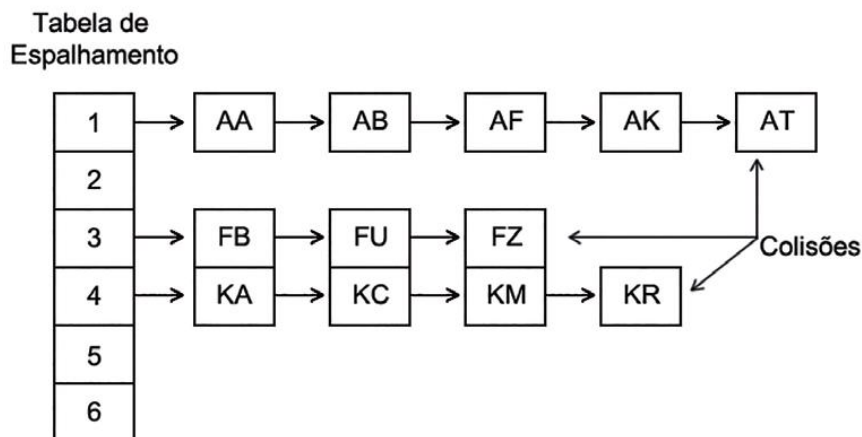 Tabela de
Espalhamento
1 AA AB AF AK AT
2
3 FB FU FZ
Colisões
4 KA KC KM KR
5
6